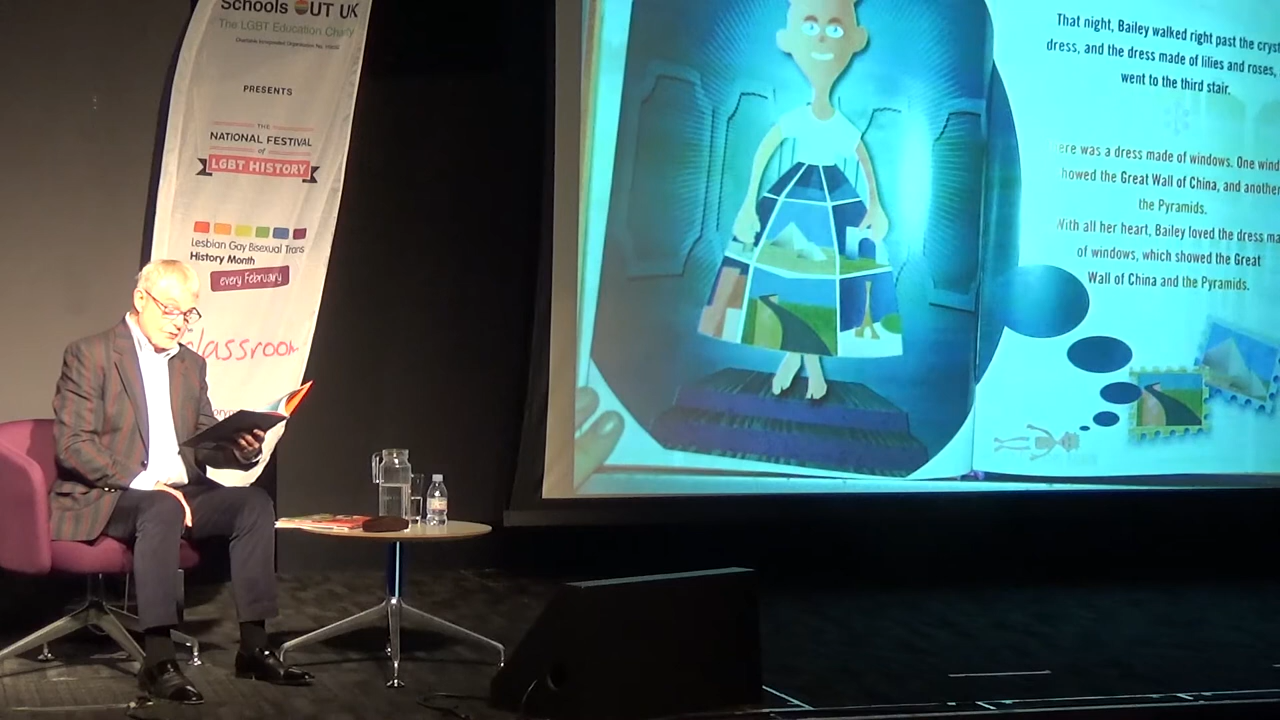 Schools OUT UK
The LGBT Education Charity
PRESENTS
THE
NATIONAL FESTIVAL
of
LGBT HISTORY
Lesbian Gay Bisexual Trans
History Month
every February
classroom
That night, Bailey walked right past the cryst
dress, and the dress made of lilies and roses,
went to the third stair.
ere was a dress made of windows. One wind
howed the Great Wall of China, and another
the Pyramids.
With all her heart, Bailey loved the dress ma
of windows, which showed the Great
Wall of China and the Pyramids.